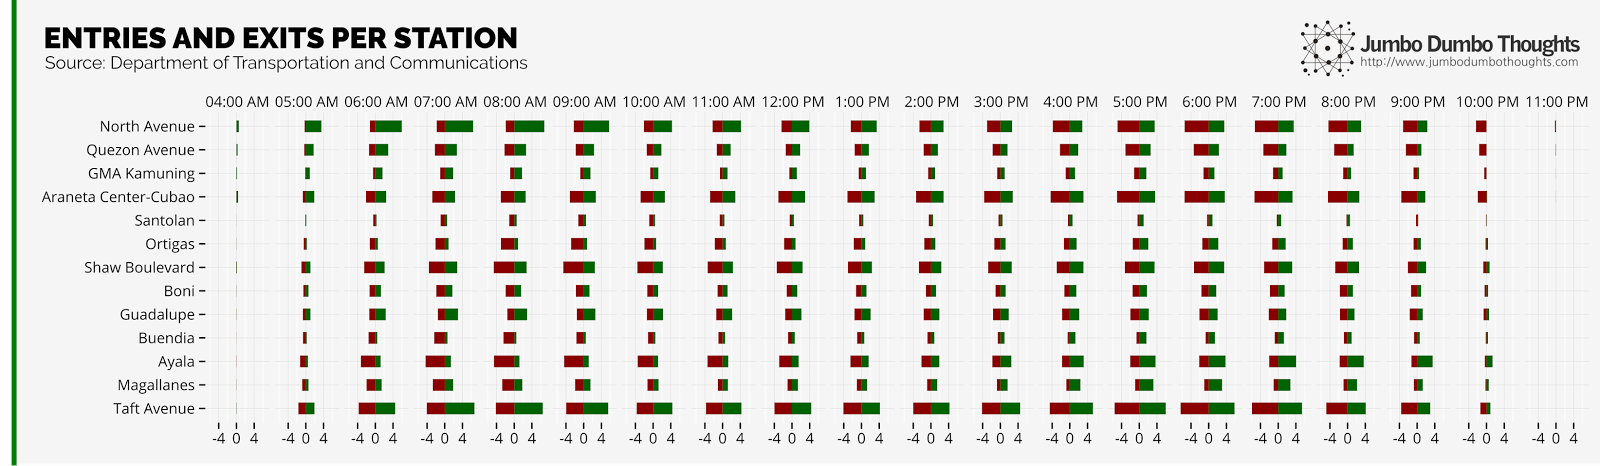 ENTRIES AND EXITS PER STATION
Source: Department of Transportation and Communications
Jumbo Dumbo Thoughts
http://www.jumbodumbothoughts.com
04:00 AM 05:00 AM 06:00 AM 07:00 AM 08:00 AM 09:00 AM 10:00 AM 11:00 AM 12:00 PM 1:00 PM 2:00 PM 3:00 PM 4:00 PM 5:00 PM 6:00 PM 7:00 PM 8:00 PM 9:00 PM 10:00 PM 11:00 PM
North Avenue
Quezon Avenue
GMA Kamuning
Araneta Center-Cubao
Santolan
Ortigas
Shaw Boulevard
Boni
Guadalupe
Buendia
Ayala
Magallanes
Taft Avenue
-4 0 4 -4 0 4 -4 0 4 -4 0 4 -4 0 4 -4 0 4 -4 0 4 -4 0 4 -4 0 4 -4 0 4 -4 0 4 -4 0 4 -4 0 4 -4 0 4 -4 0 4 -4 0 4 -4 0 4 -4 0 4 -4 0 4 -4 0 4